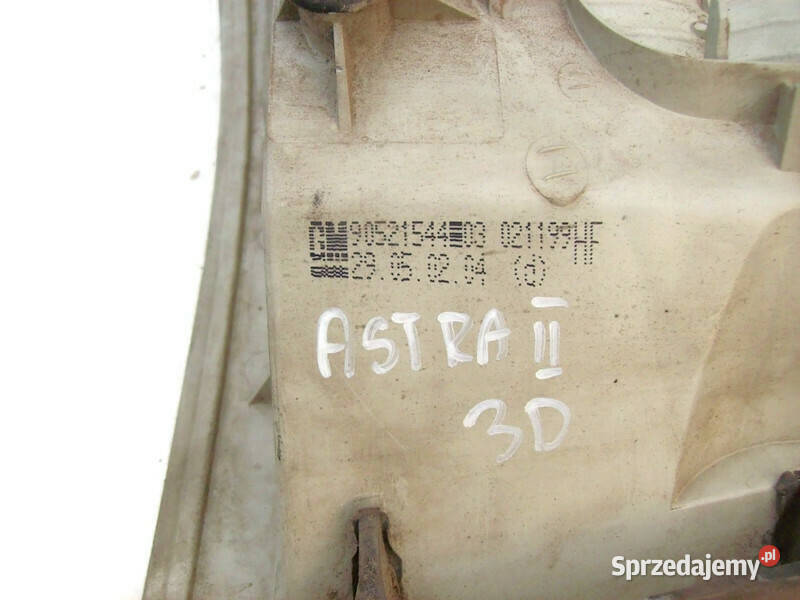 GM 90521544 03 021199HF
29.05.02.04 (d)
ASTRA II
3D
Sprzedajemy.pl